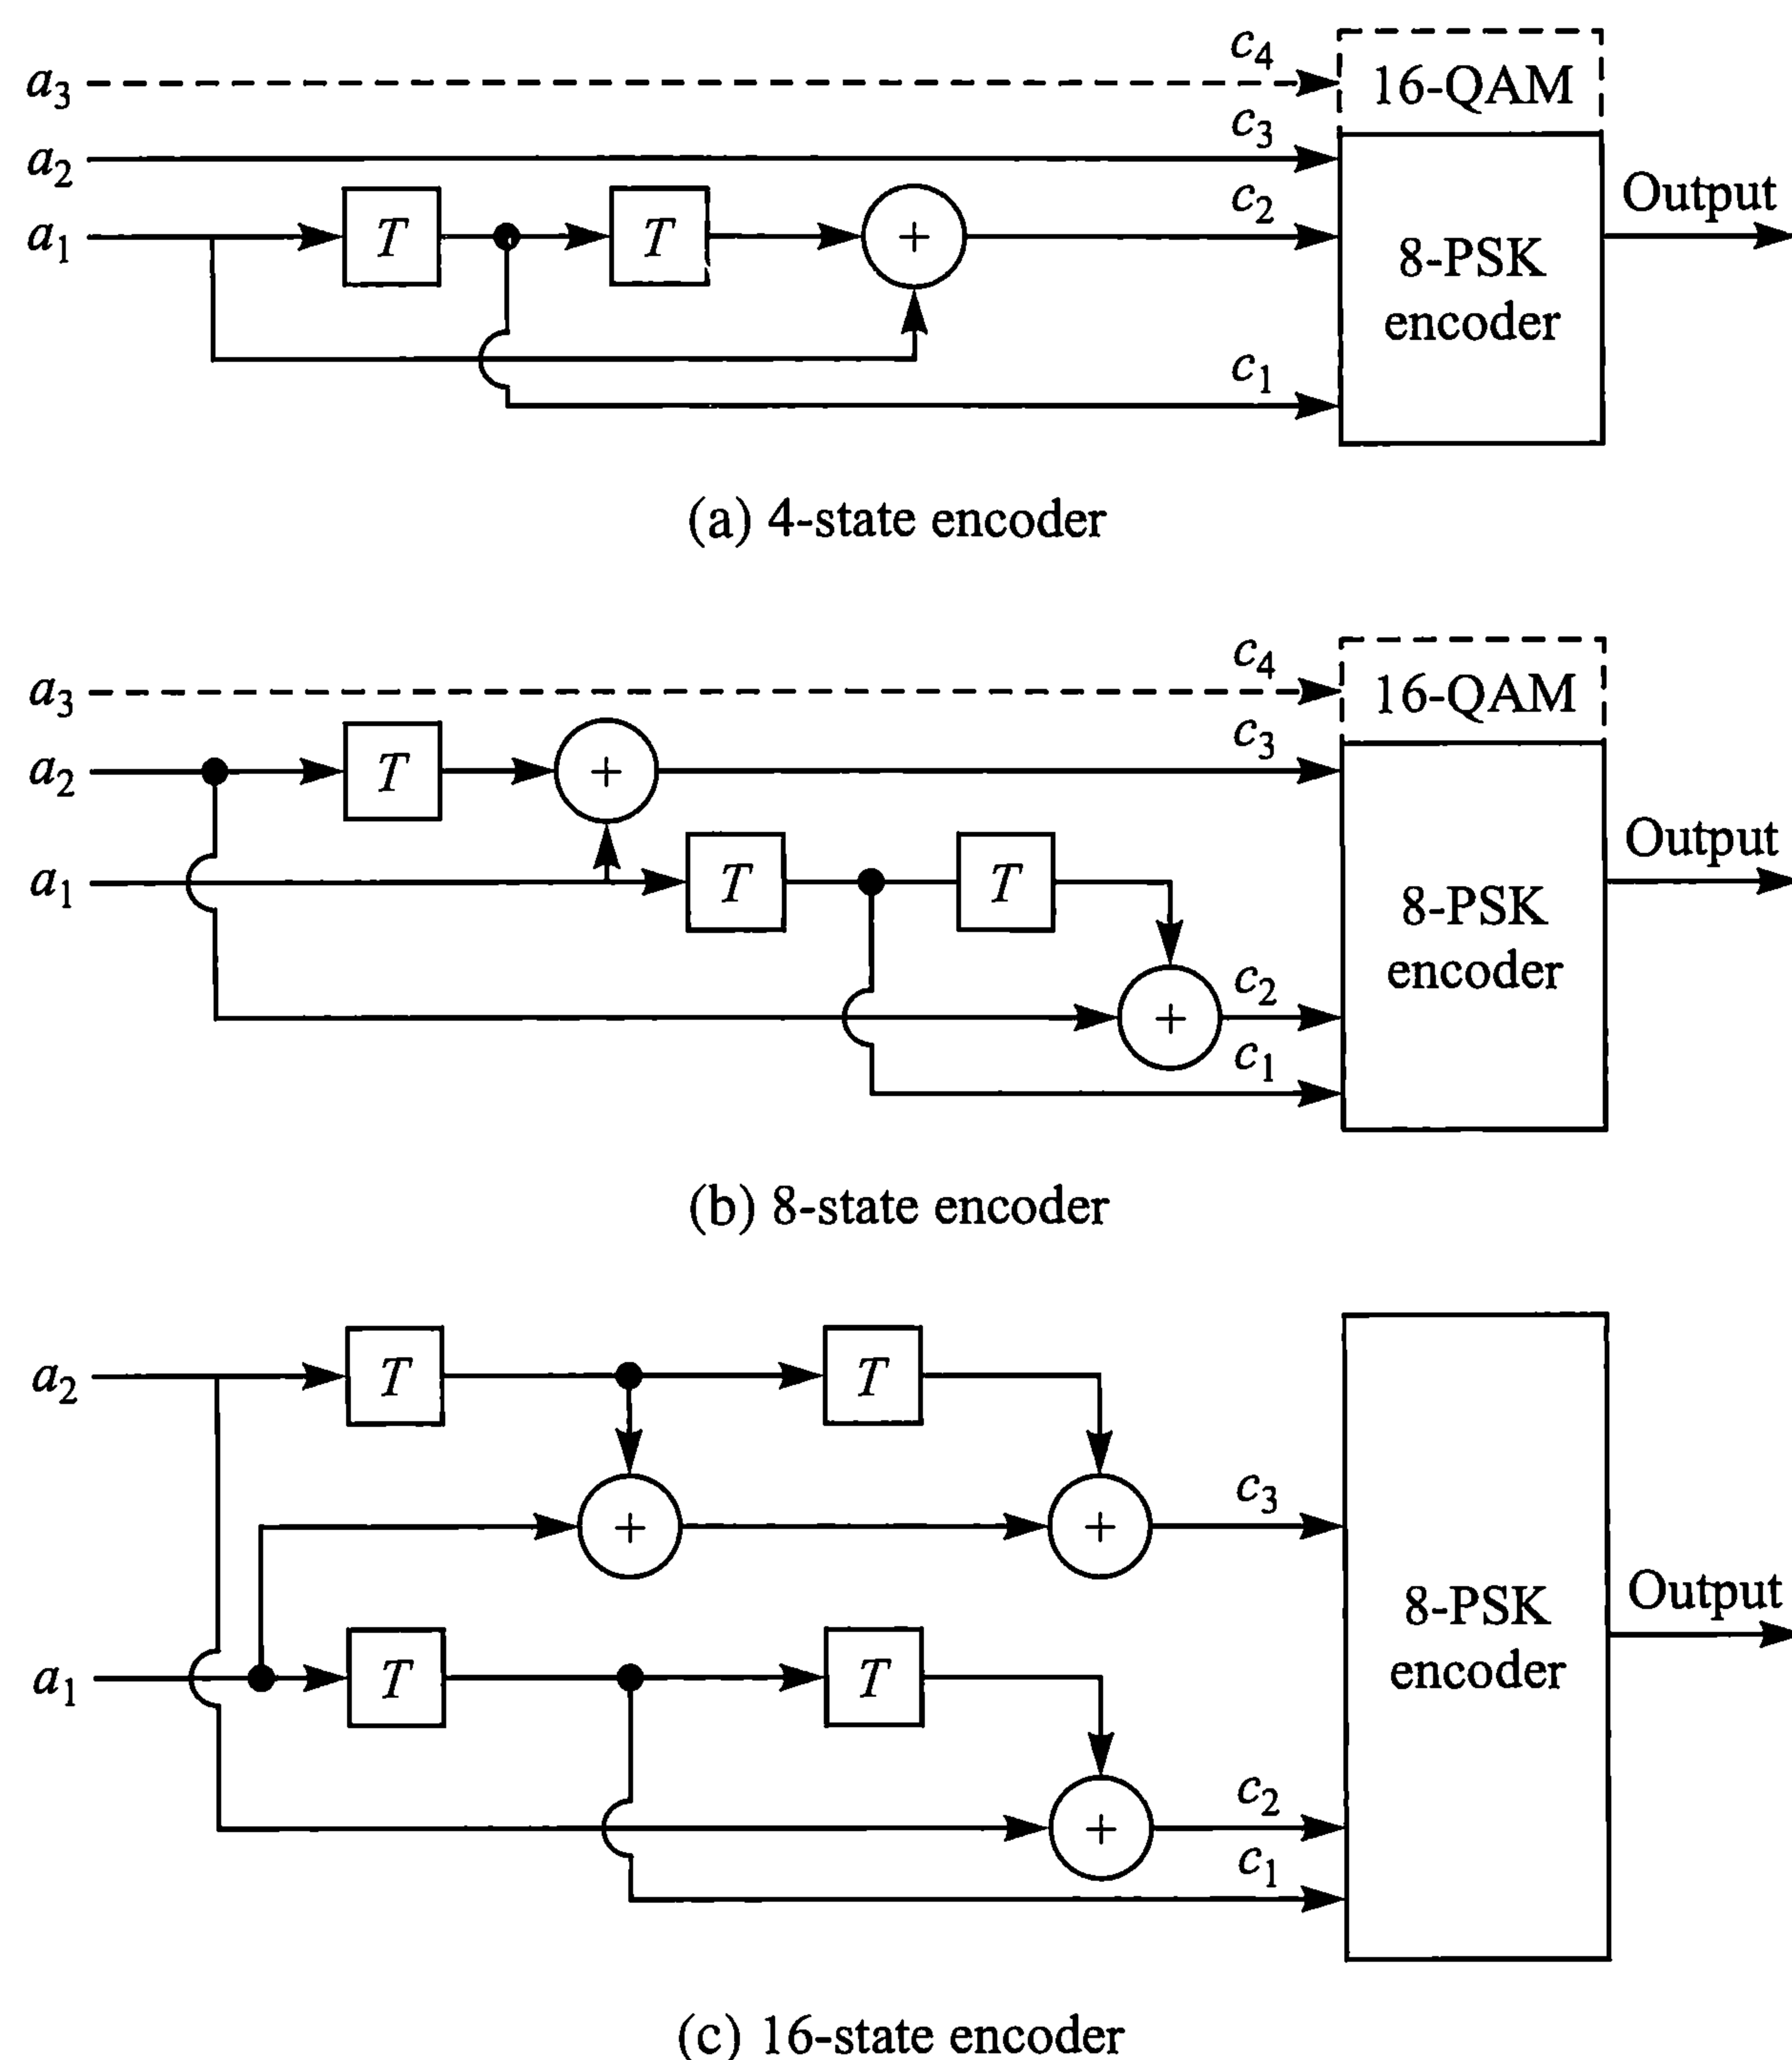 a3 c4 16-QAM
a2 c3
a1 T T + c2 Output
8-PSK
encoder
c1
(a) 4-state encoder
a3 c4 16-QAM
a2 T + c3
Output
a1 T T
8-PSK
encoder
+ c2
c1
(b) 8-state encoder
a2 T T
+ + c3
Output
8-PSK
encoder
a1 T T
+ c2
c1
(c) 16-state encoder